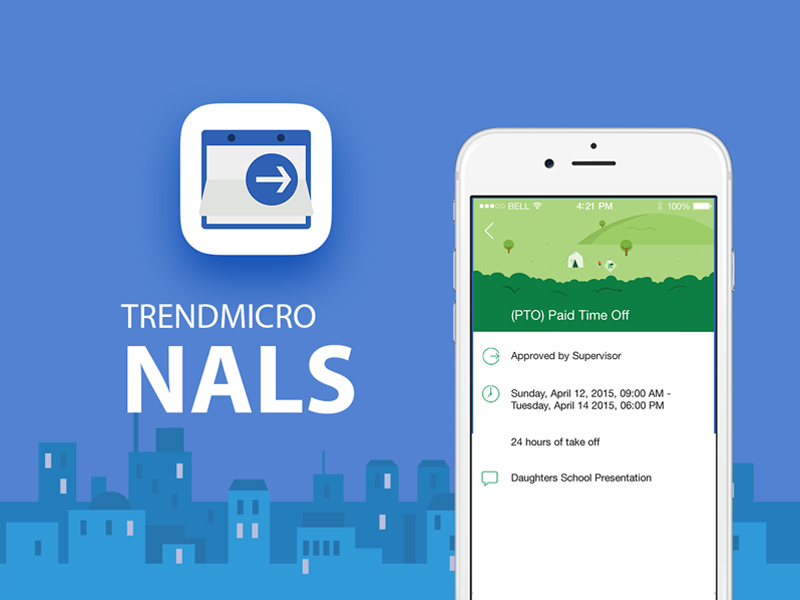 TRENDMICRO
NALS
BELL 4:21 PM 100%
(PTO) Paid Time Off
Approved by Supervisor
Sunday, April 12, 2015, 09:00 AM -
Tuesday, April 14 2015, 06:00 PM
24 hours of take off
Daughters School Presentation